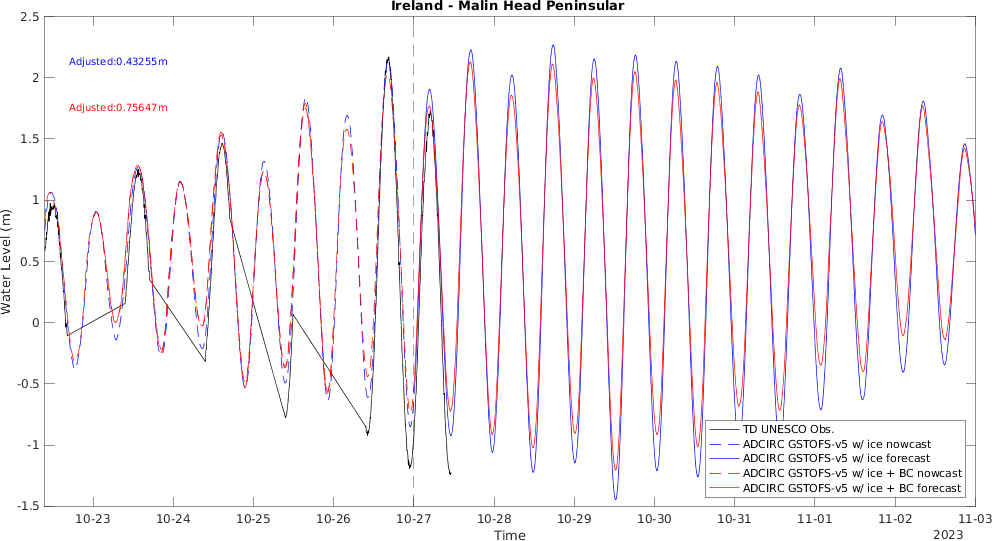 Ireland - Malin Head Peninsular
2.5
2
1.5
1
0.5
0
-0.5
-1
-1.5
Water Level (m)
Adjusted:0.43255m
Adjusted:0.75647m
TD UNESCO Obs.
ADCIRC GSTOFS-v5 w/ ice nowcast
ADCIRC GSTOFS-v5 w/ ice forecast
ADCIRC GSTOFS-v5 w/ ice + BC nowcast
ADCIRC GSTOFS-v5 w/ ice + BC forecast
10-23 10-24 10-25 10-26 10-27 10-28 10-29 10-30 10-31 11-01 11-02 11-03
Time
2023